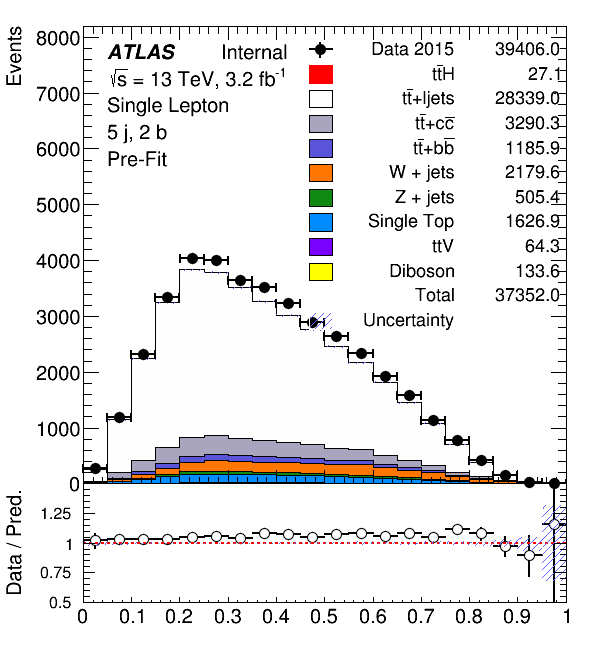 Events
8000
7000
6000
5000
4000
3000
2000
1000
0
ATLAS Internal
√s = 13 TeV, 3.2 fb⁻¹
Single Lepton
5 j, 2 b
Pre-Fit
Data 2015 39406.0
tt̄H 27.1
tt̄+ljets 28339.0
tt̄+cc̄ 3290.3
tt̄+bb̄ 1185.9
W + jets 2179.6
Z + jets 505.4
Single Top 1626.9
ttV 64.3
Diboson 133.6
Total 37352.0
Uncertainty
Data / Pred.
1.25
1
0.75
0.5
0 0.1 0.2 0.3 0.4 0.5 0.6 0.7 0.8 0.9 1